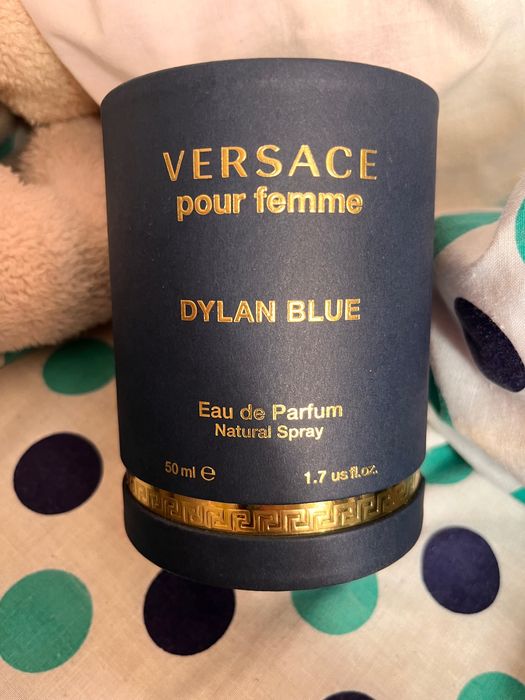 VERSACE
pour femme
DYLAN BLUE
Eau de Parfum
Natural Spray
50 ml ℮ 1.7 us fl.oz.